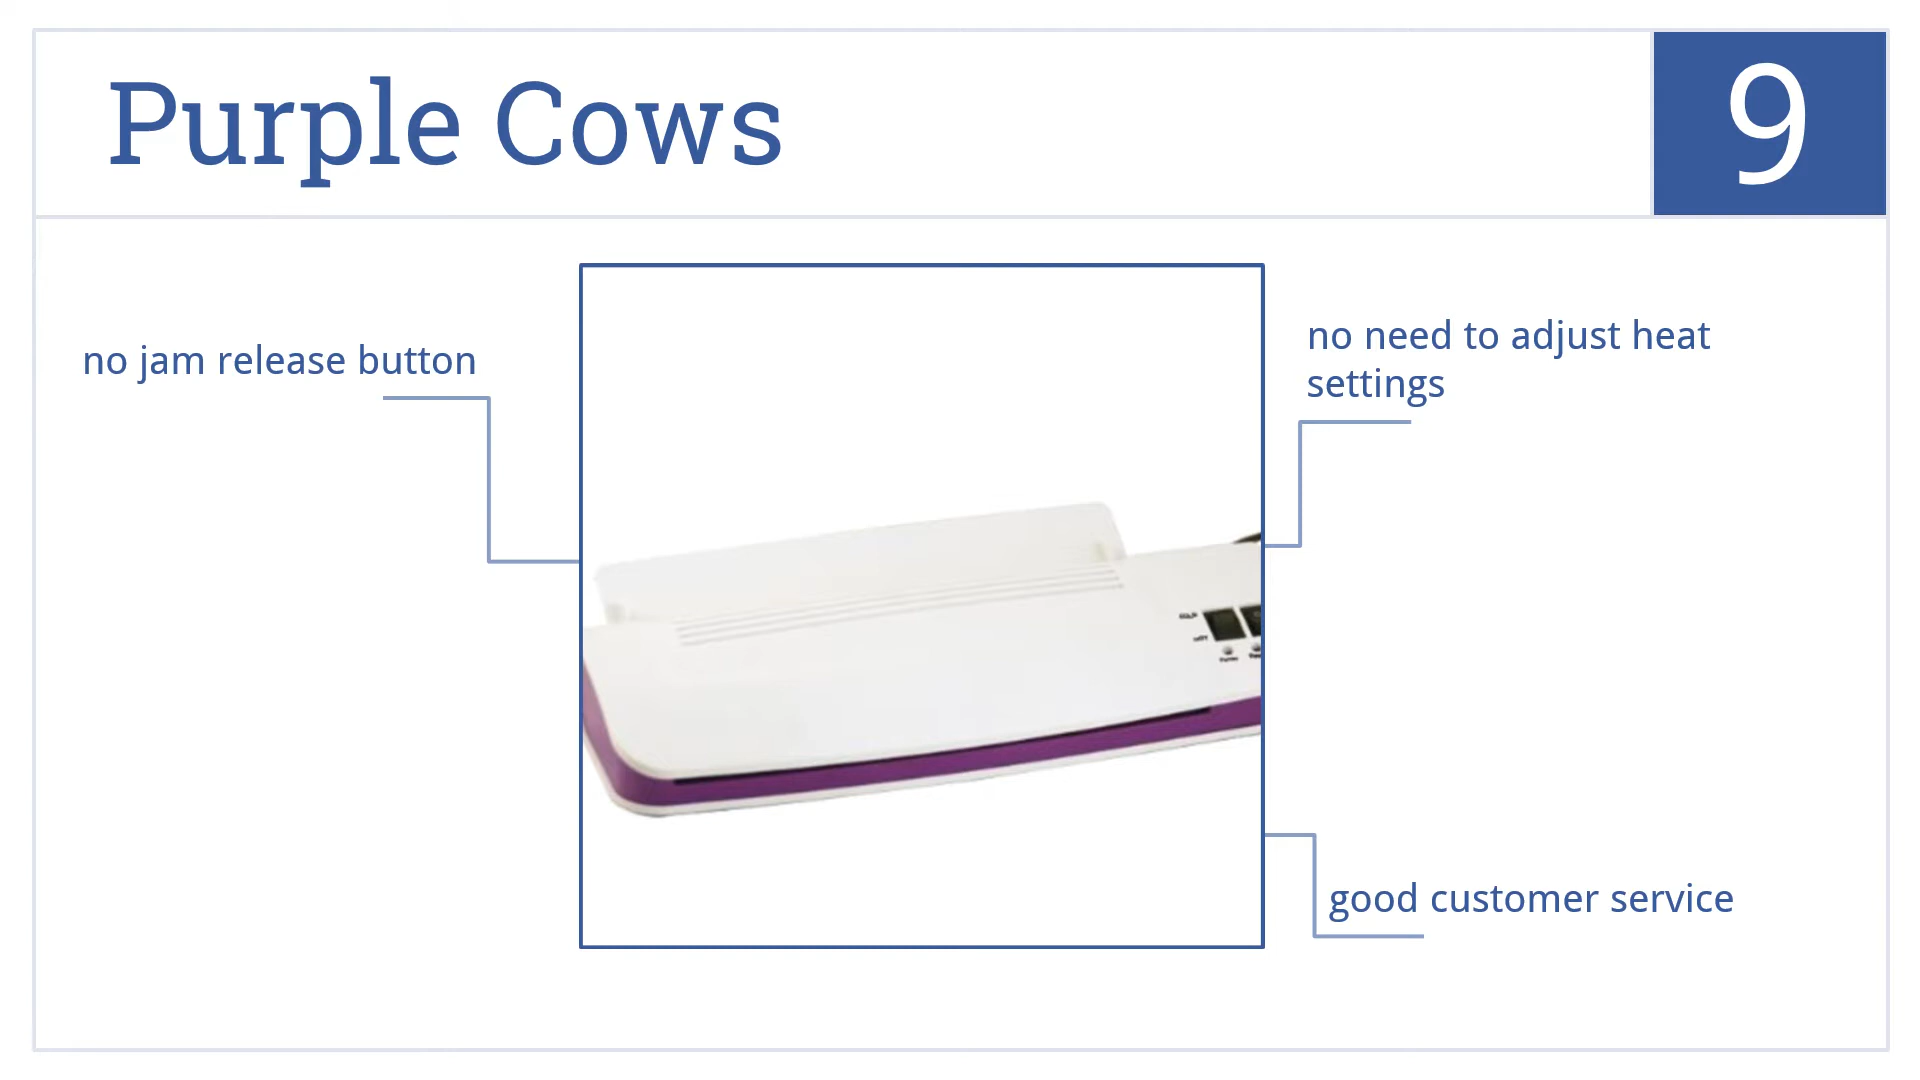 Purple Cows
9
no jam release button
no need to adjust heat
settings
good customer service